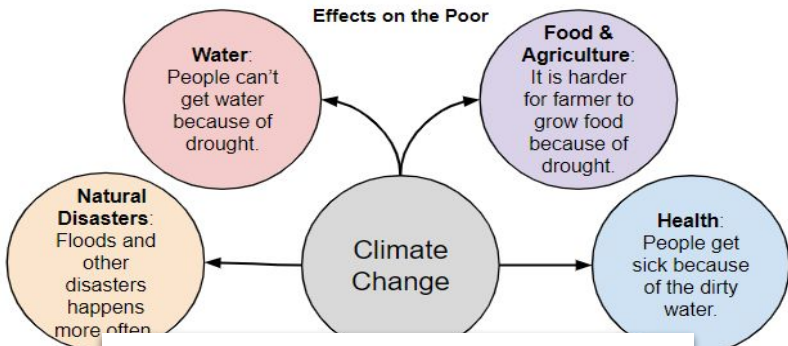 Effects on the Poor
Water:
People can't
get water
because of
drought.
Food &
Agriculture:
It is harder
for farmer to
grow food
because of
drought.
Natural
Disasters:
Floods and
other
disasters
happens
more often
Climate
Change
Health:
People get
sick because
of the dirty
water.